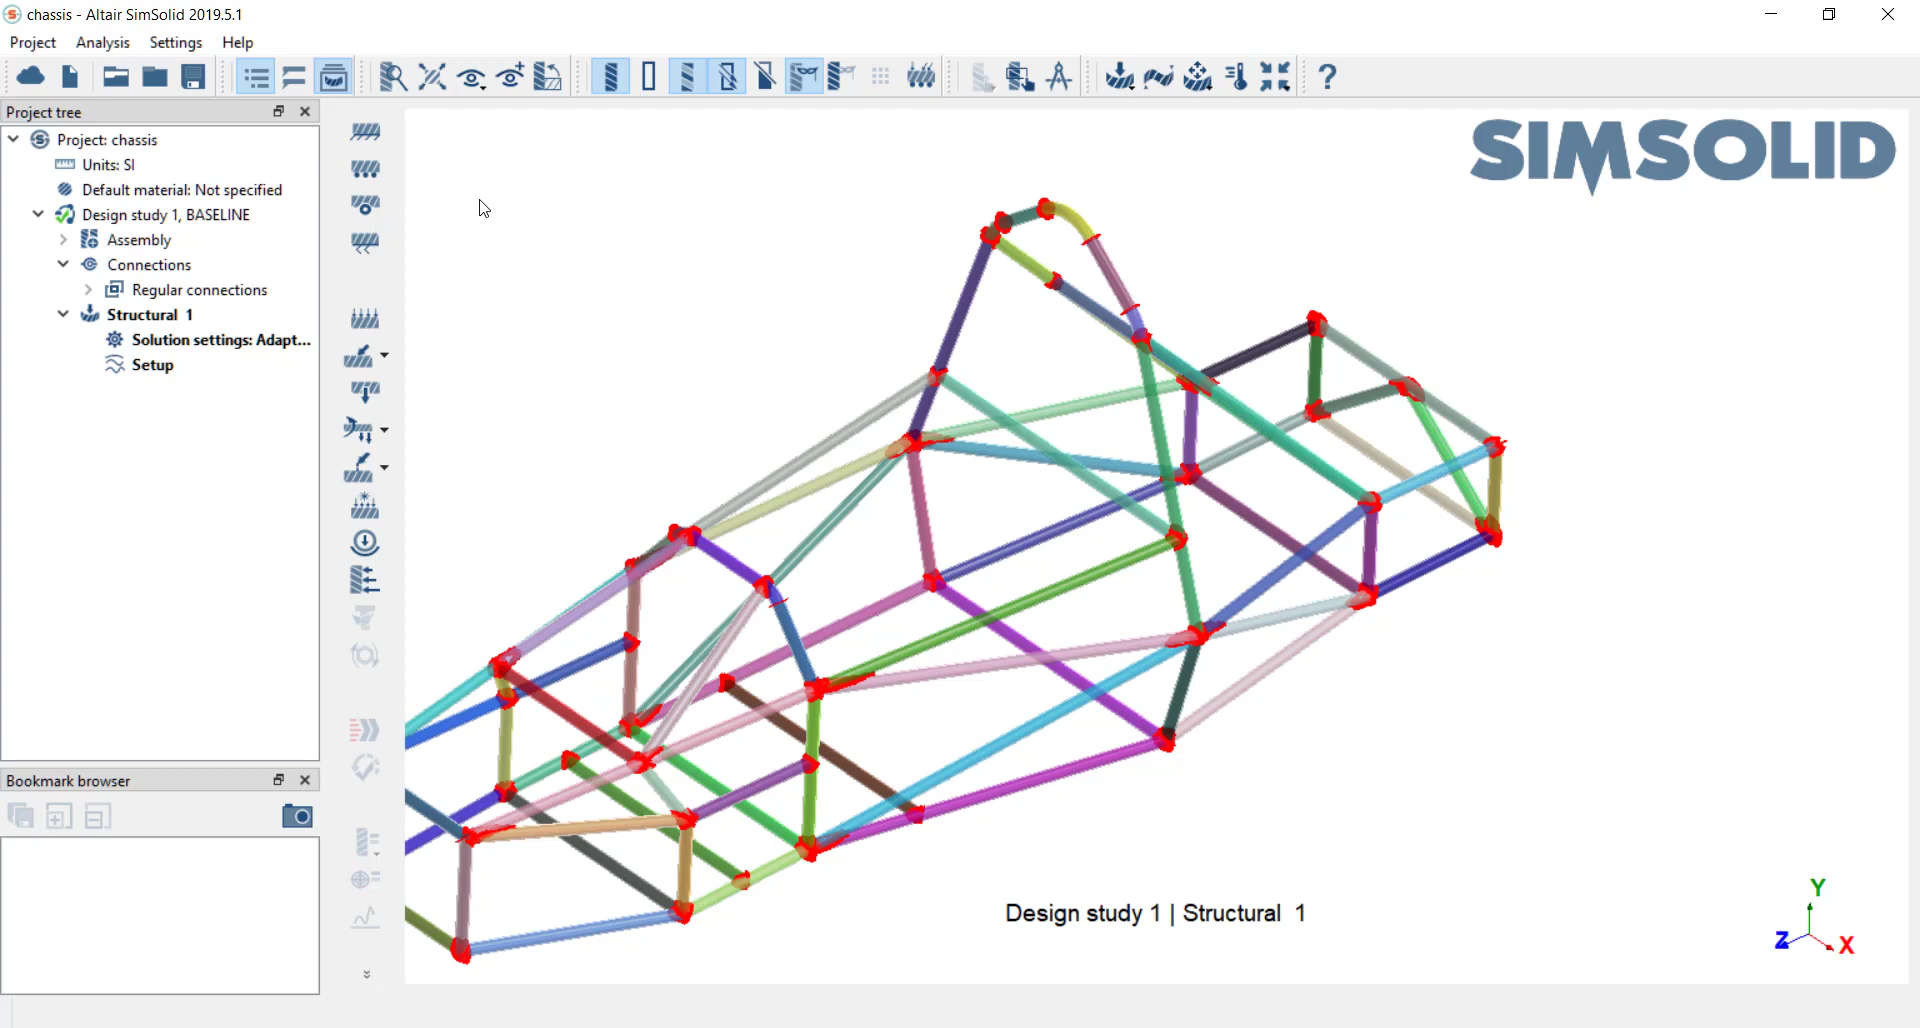 chassis - Altair SimSolid 2019.5.1
Project Analysis Settings Help
Project tree
Project: chassis
Units: SI
Default material: Not specified
Design study 1, BASELINE
Assembly
Connections
Regular connections
Structural 1
Solution settings: Adapt...
Setup
Bookmark browser
SIMSOLID
Design study 1 | Structural 1
Y
Z
X